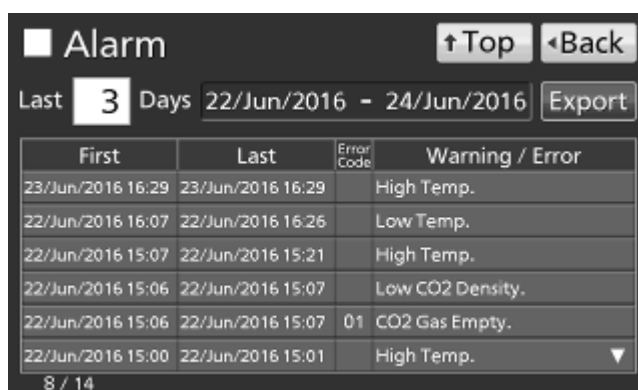 Alarm
↑Top
◂Back
Last 3 Days 22/Jun/2016 - 24/Jun/2016 Export
First Last Error Code Warning / Error
23/Jun/2016 16:29 23/Jun/2016 16:29 High Temp.
22/Jun/2016 16:07 22/Jun/2016 16:26 Low Temp.
22/Jun/2016 15:07 22/Jun/2016 15:21 High Temp.
22/Jun/2016 15:06 22/Jun/2016 15:07 Low CO2 Density.
22/Jun/2016 15:06 22/Jun/2016 15:07 01 CO2 Gas Empty.
22/Jun/2016 15:00 22/Jun/2016 15:01 High Temp. ▼
8 / 14